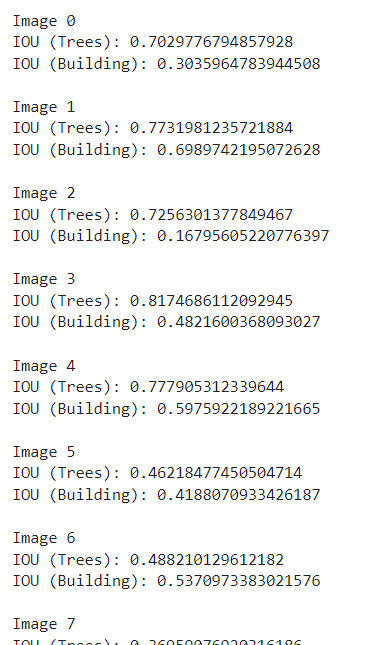 Image 0
IOU (Trees): 0.7029776794857928
IOU (Building): 0.3035964783944508
Image 1
IOU (Trees): 0.7731981235721884
IOU (Building): 0.6989742195072628
Image 2
IOU (Trees): 0.7256301377849467
IOU (Building): 0.16795605220776397
Image 3
IOU (Trees): 0.8174686112092945
IOU (Building): 0.4821600368093027
Image 4
IOU (Trees): 0.777905312339644
IOU (Building): 0.5975922189221665
Image 5
IOU (Trees): 0.46218477450504714
IOU (Building): 0.4188070933426187
Image 6
IOU (Trees): 0.488210129612182
IOU (Building): 0.5370973383021576
Image 7
IOU (Trees):